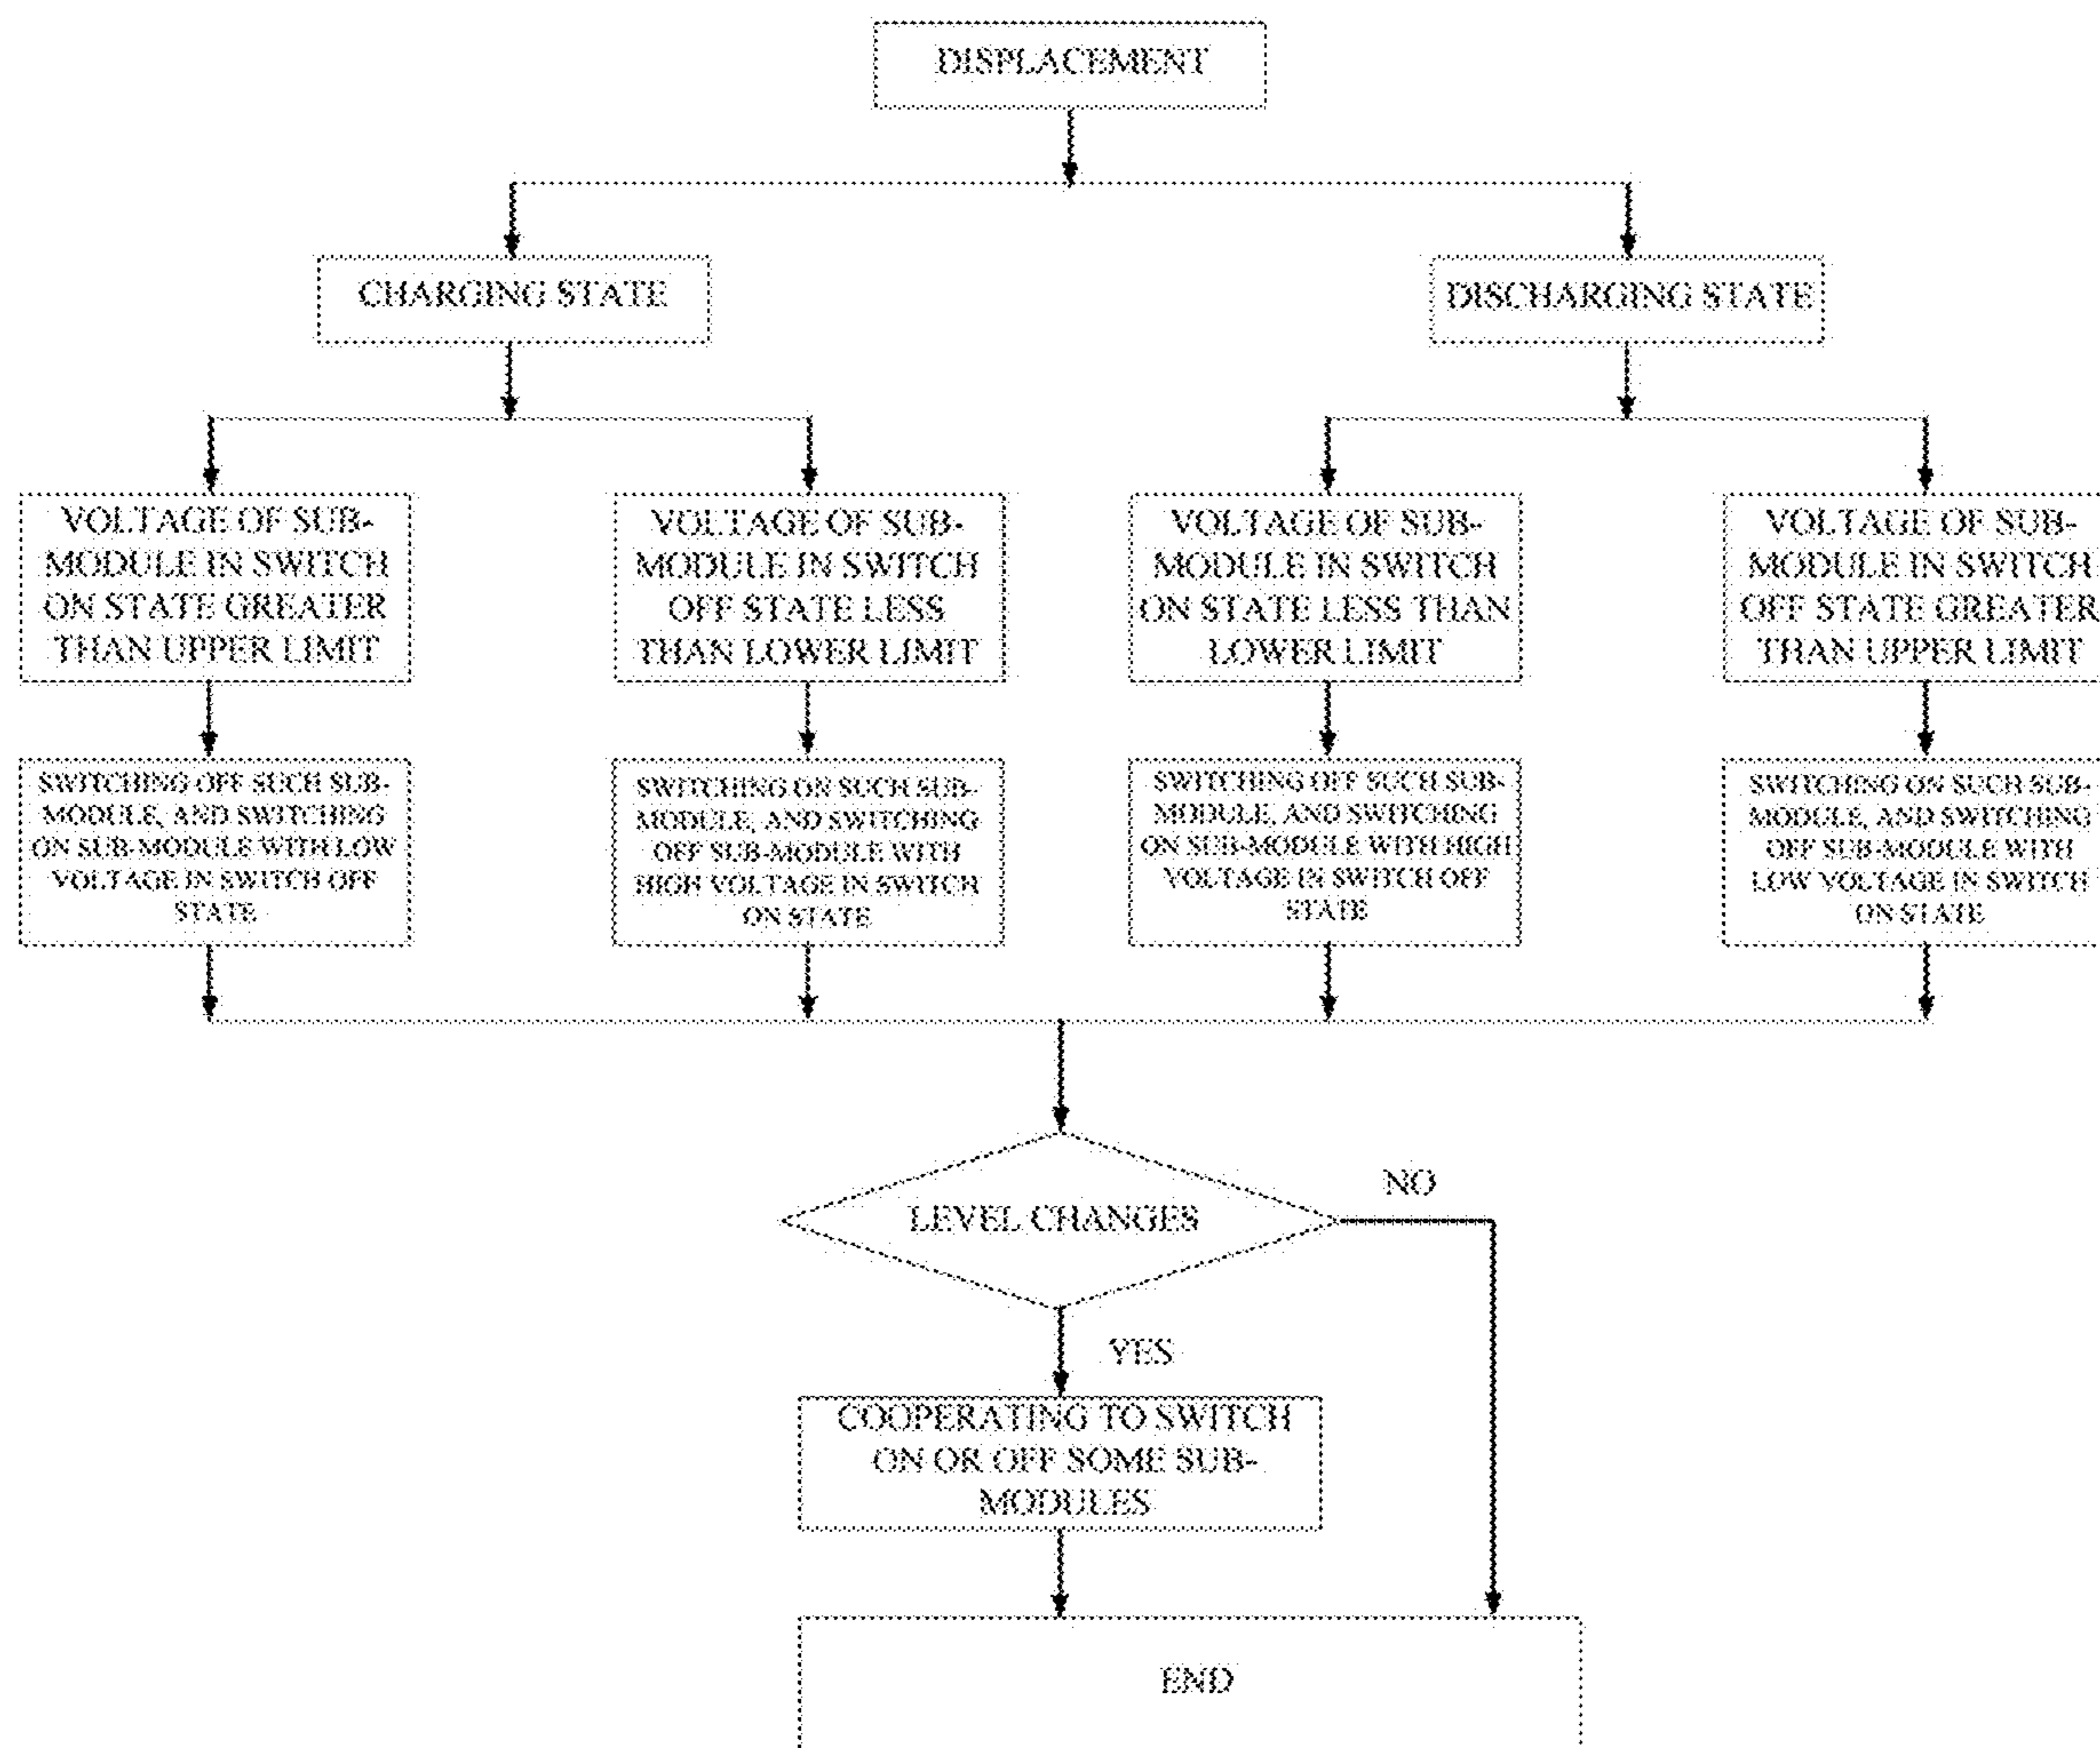 DISPLACEMENT
CHARGING STATE
DISCHARGING STATE
VOLTAGE OF SUB-
MODULE IN SWITCH
ON STATE GREATER
THAN UPPER LIMIT
VOLTAGE OF SUB-
MODULE IN SWITCH
OFF STATE LESS
THAN LOWER LIMIT
VOLTAGE OF SUB-
MODULE IN SWITCH
ON STATE LESS THAN
LOWER LIMIT
VOLTAGE OF SUB-
MODULE IN SWITCH
OFF STATE GREATER
THAN UPPER LIMIT
SWITCHING OFF SUCH SUB-
MODULE, AND SWITCHING
ON SUB-MODULE WITH LOW
VOLTAGE IN SWITCH OFF
STATE
SWITCHING ON SUCH SUB-
MODULE, AND SWITCHING
OFF SUB-MODULE WITH
HIGH VOLTAGE IN SWITCH
ON STATE
SWITCHING OFF SUCH SUB-
MODULE, AND SWITCHING
ON SUB-MODULE WITH HIGH
VOLTAGE IN SWITCH OFF
STATE
SWITCHING ON SUCH SUB-
MODULE, AND SWITCHING
OFF SUB-MODULE WITH
LOW VOLTAGE IN SWITCH
ON STATE
LEVEL CHANGES
NO
YES
COOPERATING TO SWITCH
ON OR OFF SOME SUB-
MODULES
END